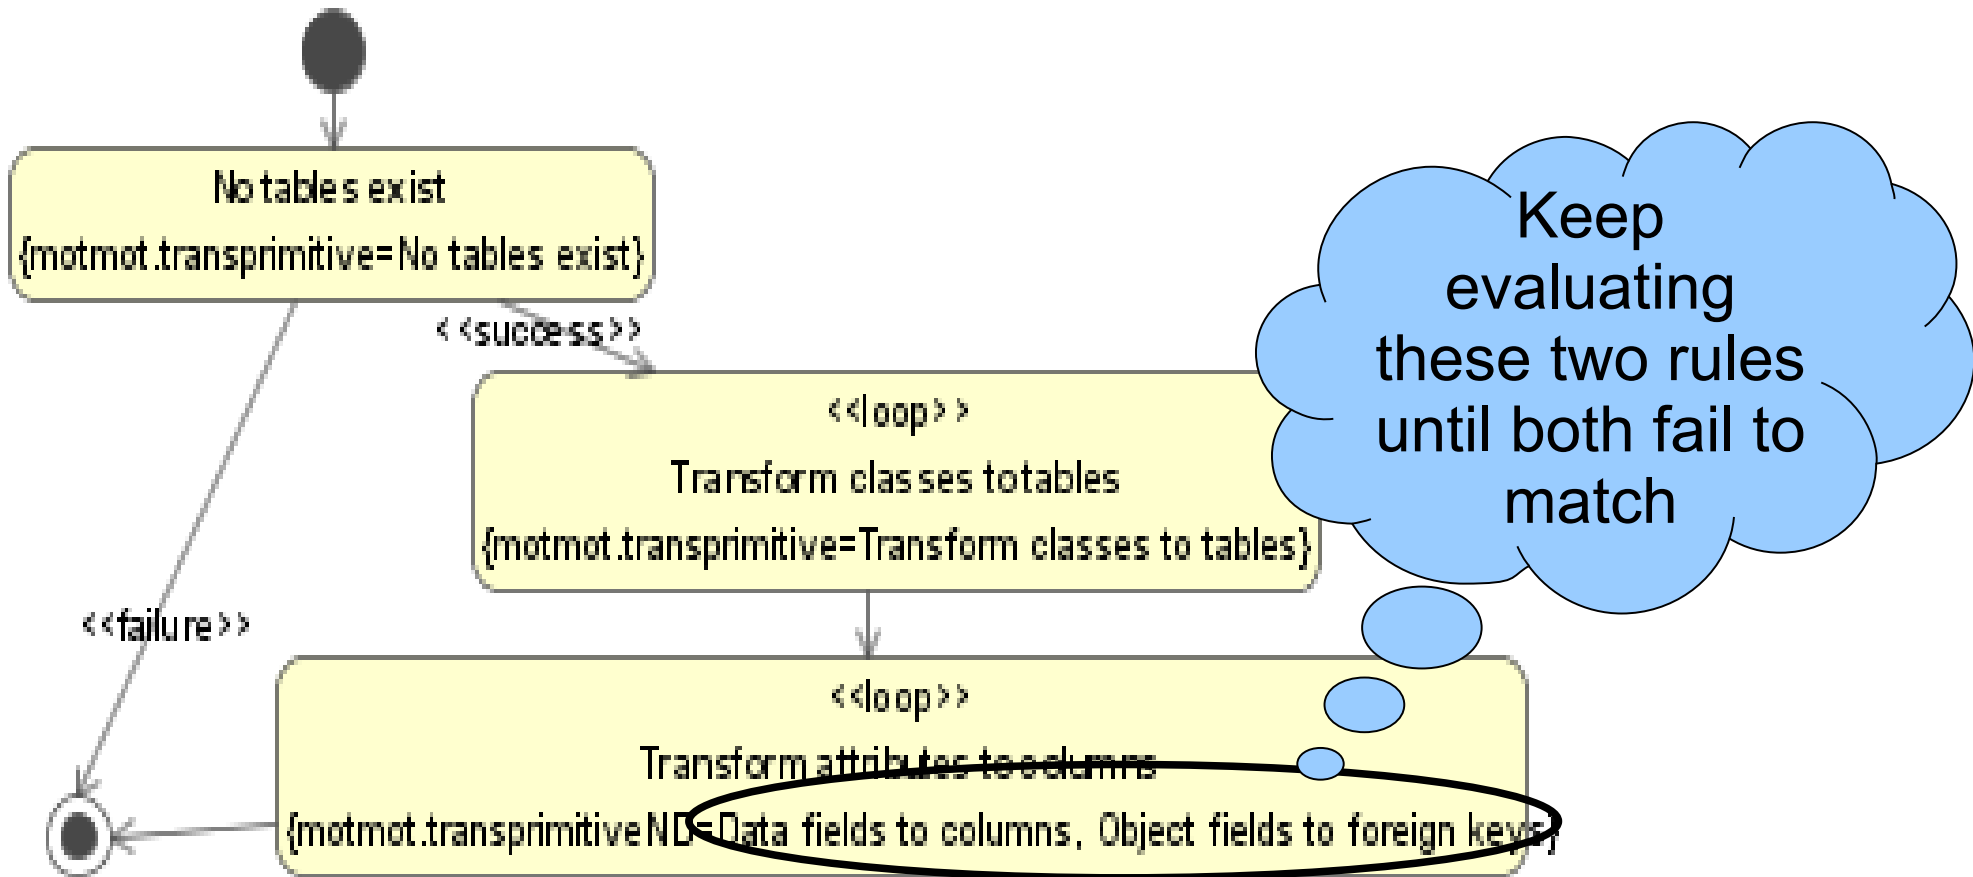 No tables exist
{motmot.transprimitive=No tables exist}
<<success>>
<<loop>>
Transform classes to tables
{motmot.transprimitive=Transform classes to tables}
Keep
evaluating
these two rules
until both fail to
match
<<failure>>
<<loop>>
Transform attributes to columns
{motmot.transprimitiveND=Data fields to columns, Object fields to foreign keys}